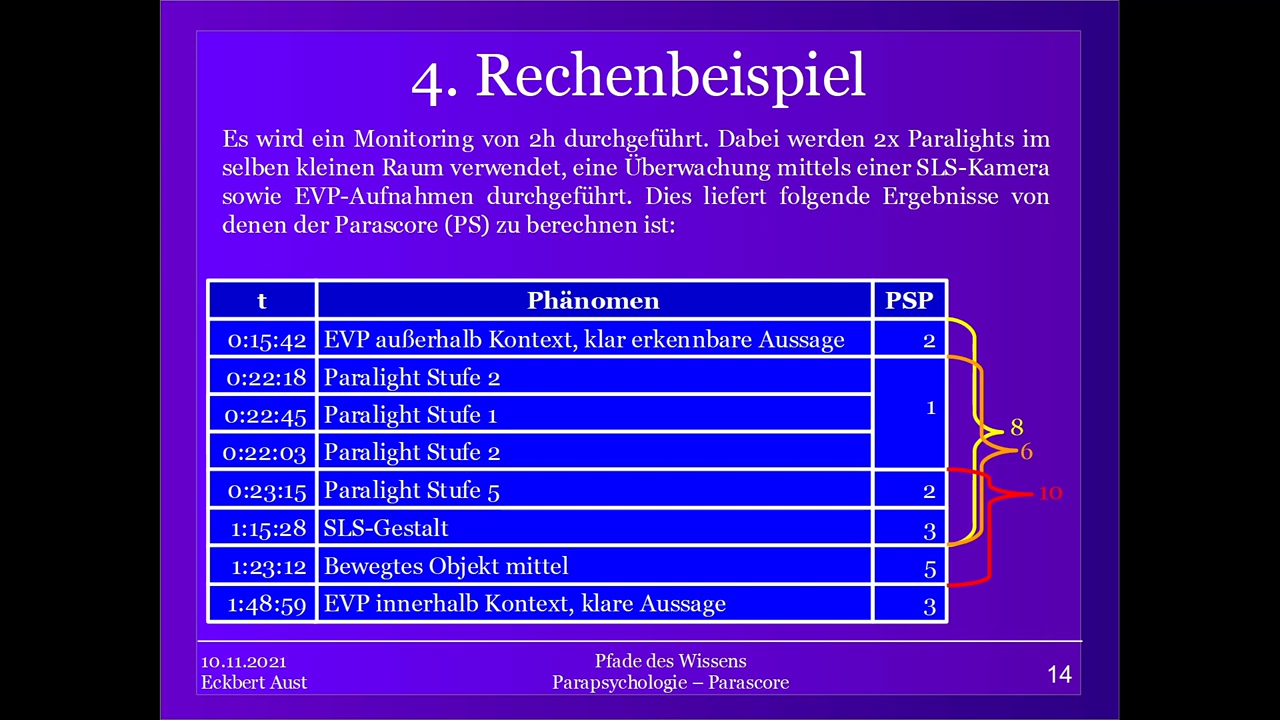 4. Rechenbeispiel
Es wird ein Monitoring von 2h durchgeführt. Dabei werden 2x Paralights im
selben kleinen Raum verwendet, eine Überwachung mittels einer SLS-Kamera
sowie EVP-Aufnahmen durchgeführt. Dies liefert folgende Ergebnisse von
denen der Parascore (PS) zu berechnen ist:
t Phänomen PSP
0:15:42 EVP außerhalb Kontext, klar erkennbare Aussage 2
0:22:18 Paralight Stufe 2
0:22:45 Paralight Stufe 1 1
0:22:03 Paralight Stufe 2
0:23:15 Paralight Stufe 5 2
1:15:28 SLS-Gestalt 3
1:23:12 Bewegtes Objekt mittel 5
1:48:59 EVP innerhalb Kontext, klare Aussage 3
8
6
10
10.11.2021
Eckbert Aust
Pfade des Wissens
Parapsychologie – Parascore
14